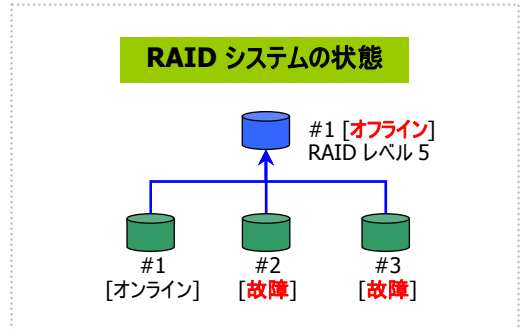 RAID システムの状態
#1 [オフライン]
RAID レベル 5
#1
[オンライン]
#2
[故障]
#3
[故障]